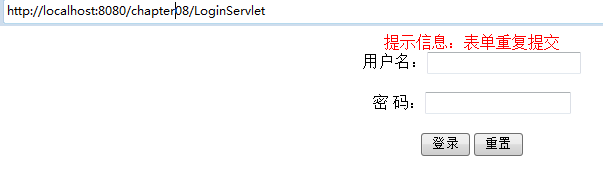 http://localhost:8080/chapter08/LoginServlet
提示信息：表单重复提交
用户名：
密 码：
登录 重置